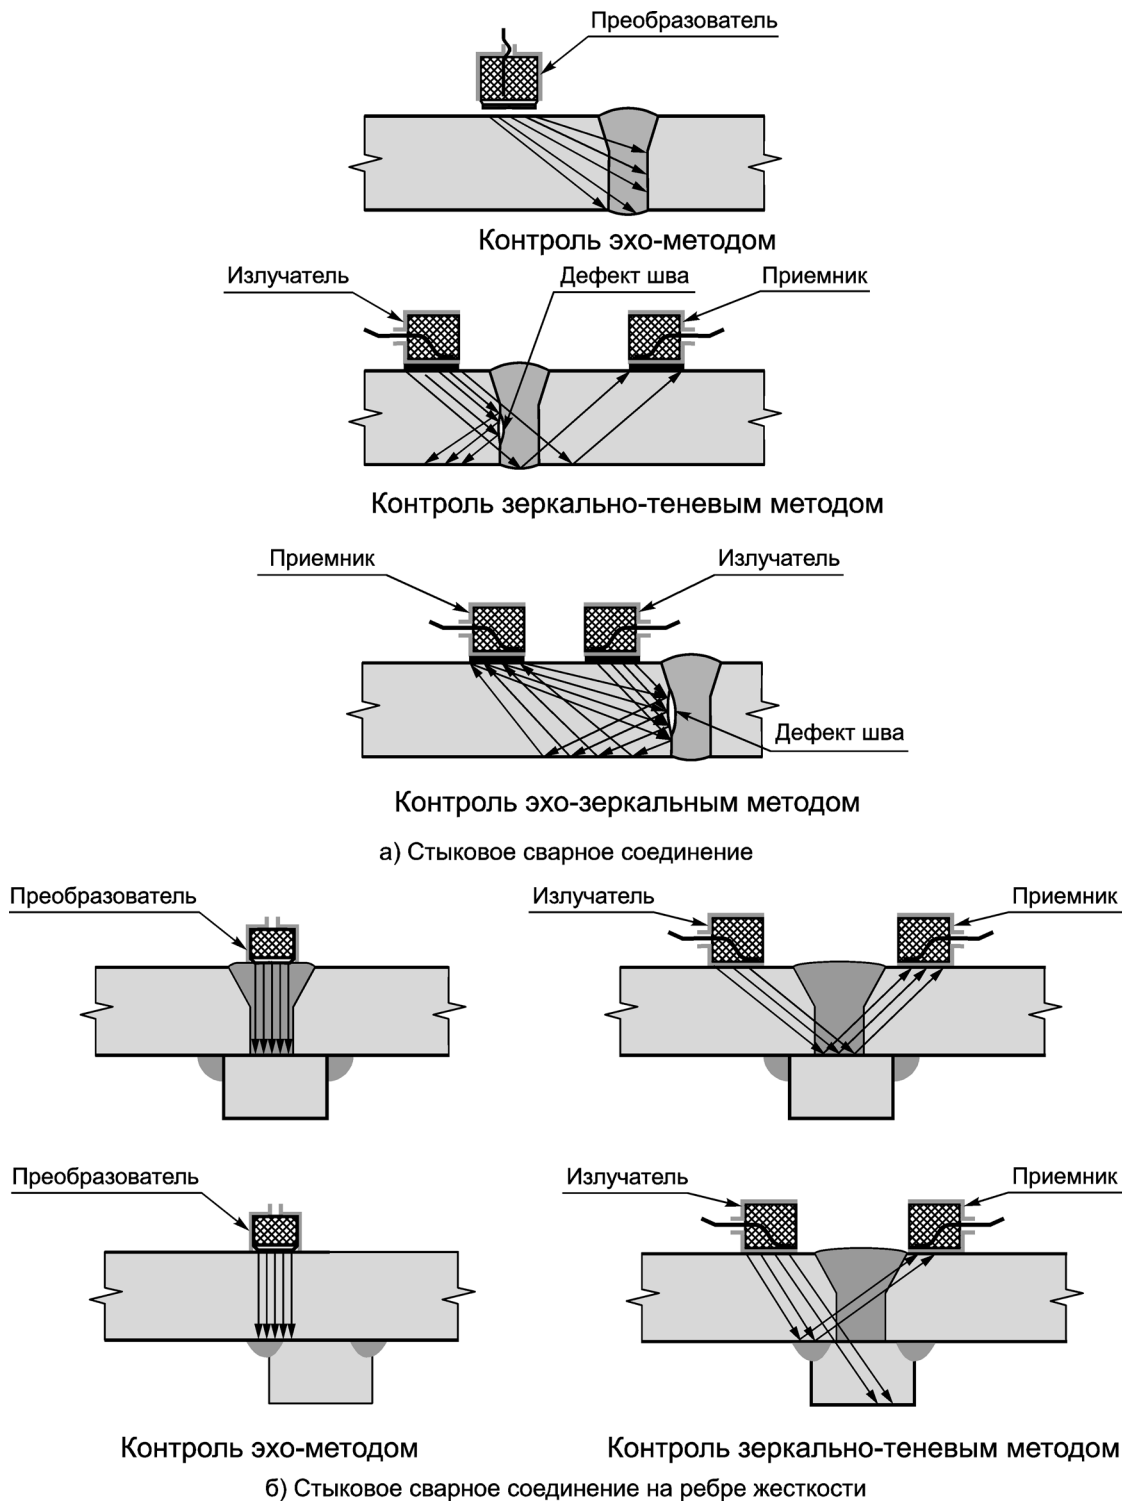 Преобразователь
Контроль эхо-методом
Излучатель
Дефект шва
Приемник
Контроль зеркально-теневым методом
Приемник
Излучатель
Дефект шва
Контроль эхо-зеркальным методом
а) Стыковое сварное соединение
Преобразователь
Излучатель
Приемник
Преобразователь
Излучатель
Приемник
Контроль эхо-методом
Контроль зеркально-теневым методом
б) Стыковое сварное соединение на ребре жесткости